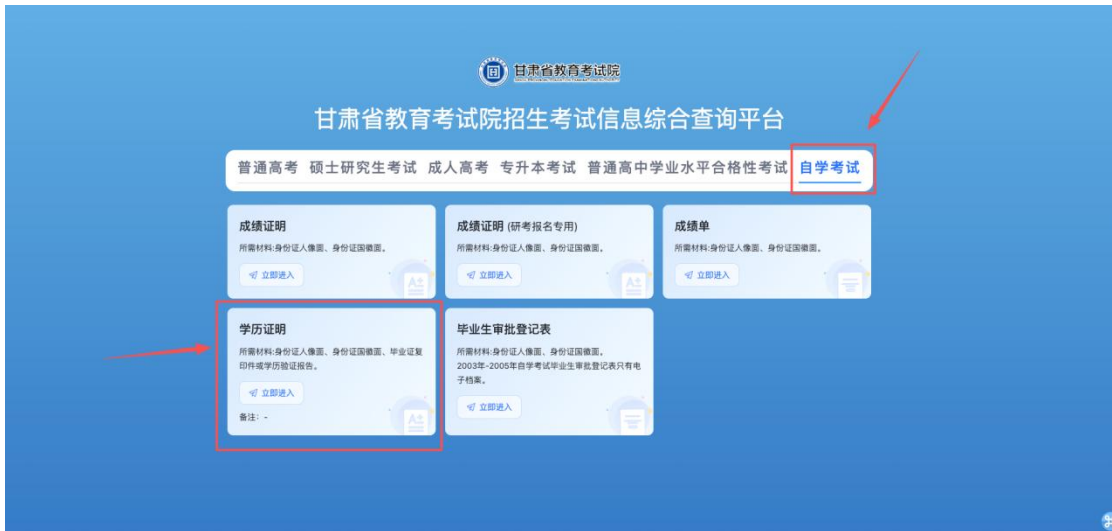 甘肃省教育考试院
甘肃省教育考试院招生考试信息综合查询平台
普通高考 硕士研究生考试 成人高考 专升本考试 普通高中学业水平合格性考试 自学考试
成绩证明
所需材料:身份证人像面、身份证国徽面。
立即进入
成绩证明 (研考报名专用)
所需材料:身份证人像面、身份证国徽面。
立即进入
成绩单
所需材料:身份证人像面、身份证国徽面。
立即进入
学历证明
所需材料:身份证人像面、身份证国徽面、毕业证复
印件或学历验证报告。
立即进入
备注: -
毕业生审批登记表
所需材料:身份证人像面、身份证国徽面。
2003年-2005年自学考试毕业生审批登记表只有电
子档案。
立即进入